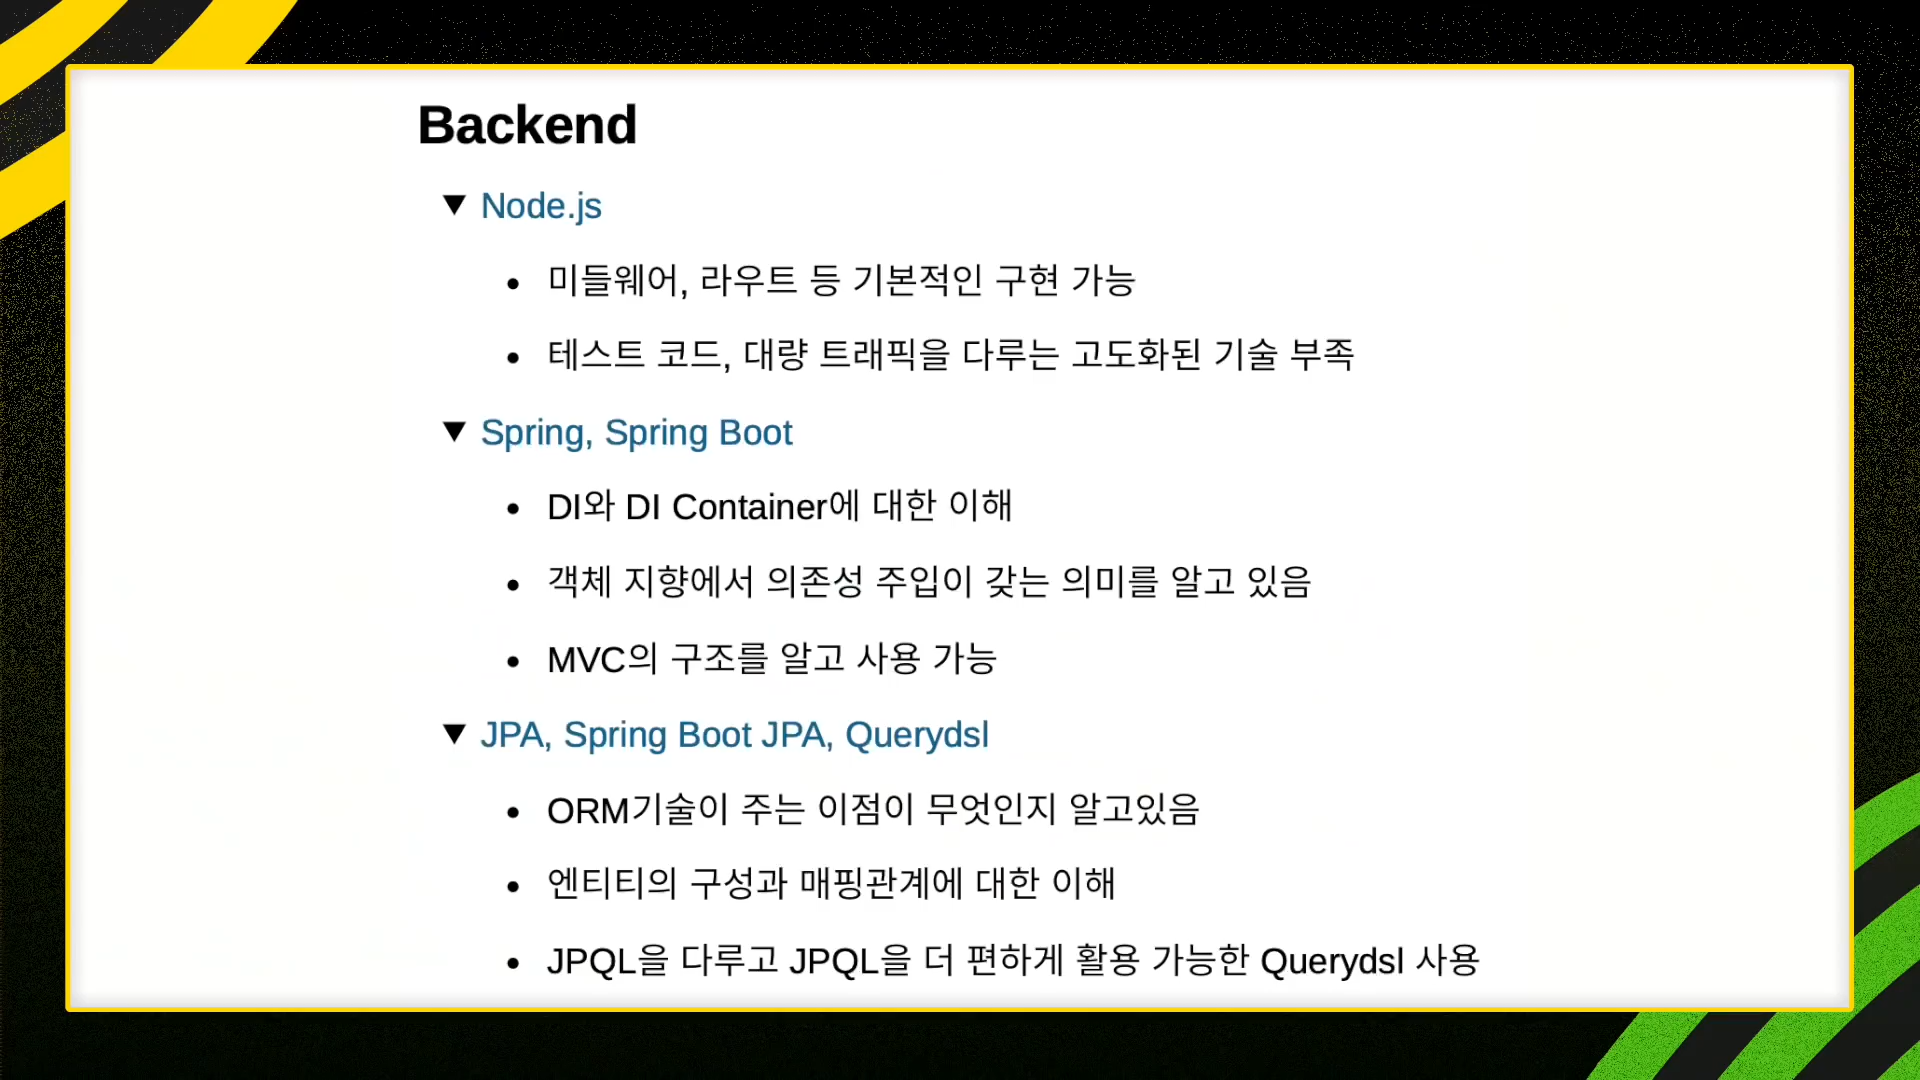 Backend
▼ Node.js
• 미들웨어, 라우트 등 기본적인 구현 가능
• 테스트 코드, 대량 트래픽을 다루는 고도화된 기술 부족
▼ Spring, Spring Boot
• DI와 DI Container에 대한 이해
• 객체 지향에서 의존성 주입이 갖는 의미를 알고 있음
• MVC의 구조를 알고 사용 가능
▼ JPA, Spring Boot JPA, Querydsl
• ORM기술이 주는 이점이 무엇인지 알고있음
• 엔티티의 구성과 매핑관계에 대한 이해
• JPQL을 다루고 JPQL을 더 편하게 활용 가능한 Querydsl 사용